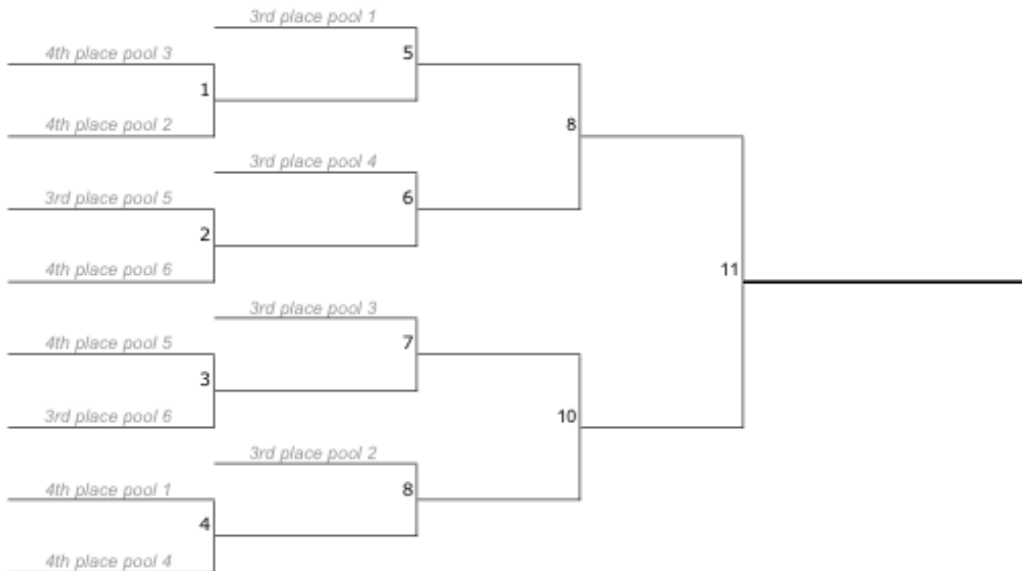 3rd place pool 1
4th place pool 3
5
1
4th place pool 2
8
3rd place pool 4
3rd place pool 5
6
2
4th place pool 6
11
3rd place pool 3
4th place pool 5
7
3
3rd place pool 6
10
3rd place pool 2
4th place pool 1
8
4
4th place pool 4